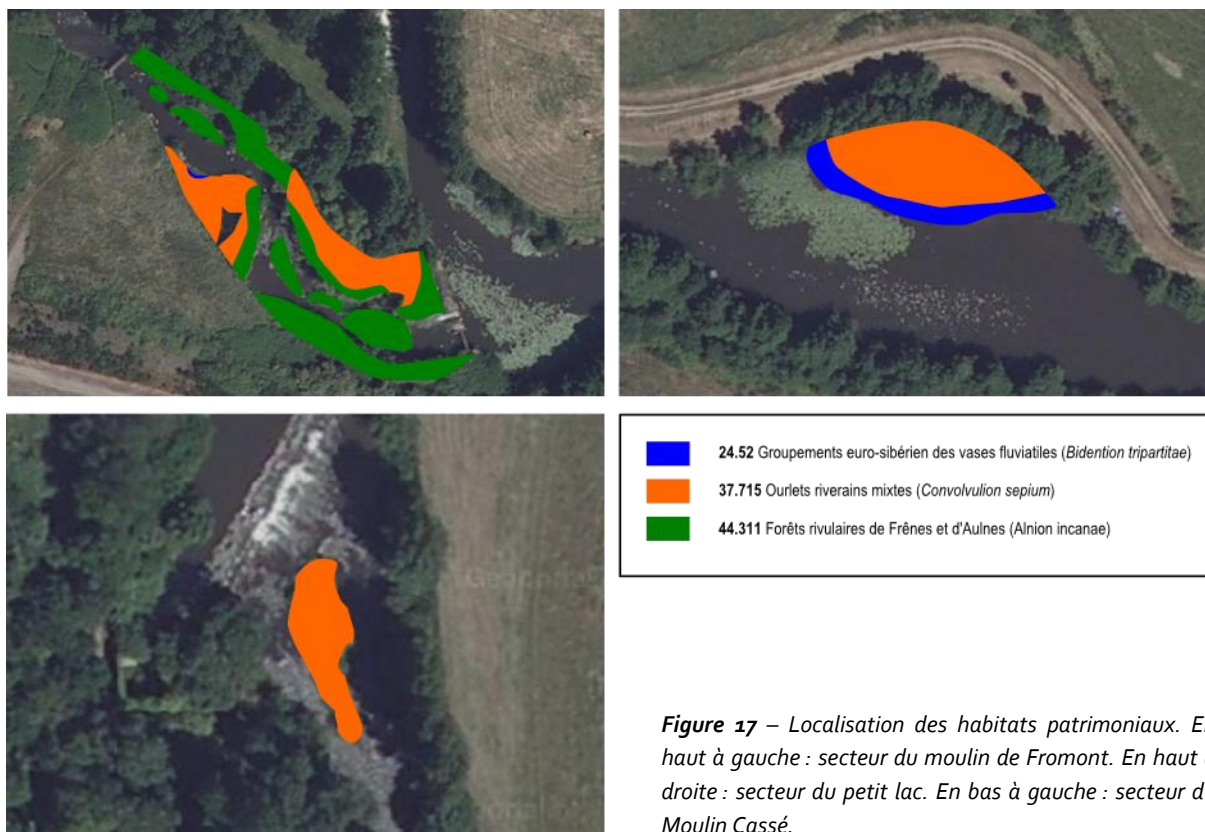 24.52 Groupements euro-sibérien des vases fluviatiles (Bidention tripartitae)
37.715 Ourlets riverains mixtes (Convolvulion sepium)
44.311 Forêts rivulaires de Frênes et d'Aulnes (Alnion incanae)
Figure 17 – Localisation des habitats patrimoniaux. E
haut à gauche : secteur du moulin de Fromont. En haut
droite : secteur du petit lac. En bas à gauche : secteur d
Moulin Cassé.